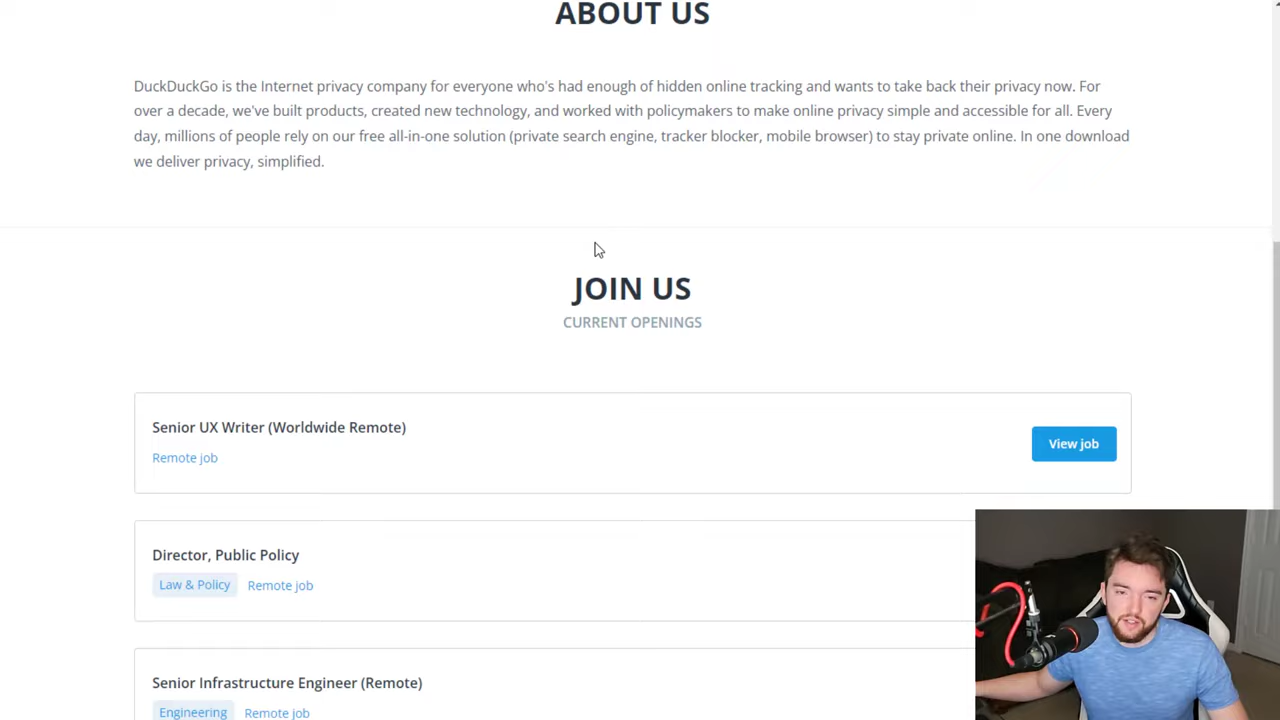 ABOUT US
DuckDuckGo is the Internet privacy company for everyone who's had enough of hidden online tracking and wants to take back their privacy now. For
over a decade, we've built products, created new technology, and worked with policymakers to make online privacy simple and accessible for all. Every
day, millions of people rely on our free all-in-one solution (private search engine, tracker blocker, mobile browser) to stay private online. In one download
we deliver privacy, simplified.
JOIN US
CURRENT OPENINGS
Senior UX Writer (Worldwide Remote)
Remote job
View job
Director, Public Policy
Law & Policy Remote job
Senior Infrastructure Engineer (Remote)
Engineering Remote job